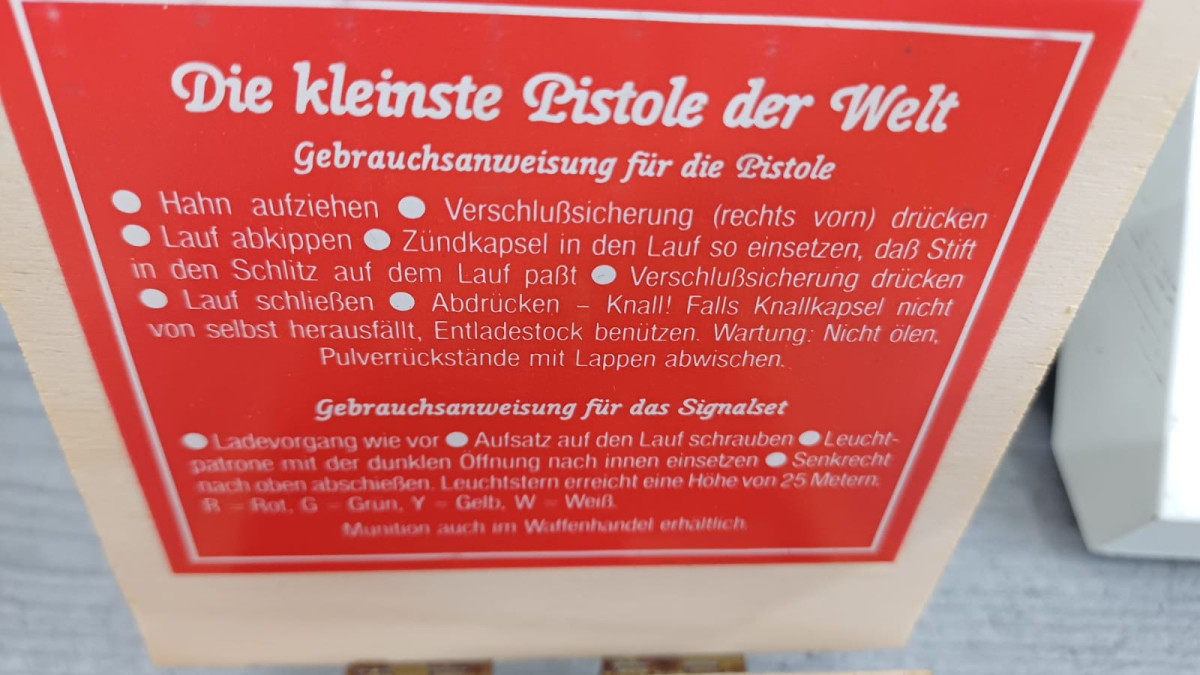 Die kleinste Pistole der Welt
Gebrauchsanweisung für die Pistole
● Hahn aufziehen ● Verschlußsicherung (rechts vorn) drücken
● Lauf abkippen ● Zündkapsel in den Lauf so einsetzen, daß Stift
in den Schlitz auf dem Lauf paßt ● Verschlußsicherung drücken
● Lauf schließen ● Abdrücken – Knall! Falls Knallkapsel nicht
von selbst herausfällt, Entladestock benützen. Wartung: Nicht ölen,
Pulverrückstände mit Lappen abwischen.
Gebrauchsanweisung für das Signalset
● Ladevorgang wie vor ● Aufsatz auf den Lauf schrauben ● Leucht-
patrone mit der dunklen Öffnung nach innen einsetzen ● Senkrecht
nach oben abschießen. Leuchtstern erreicht eine Höhe von 25 Metern.
R – Rot, G – Grün, Y – Gelb, W – Weiß.
Munition auch im Waffenhandel erhältlich.